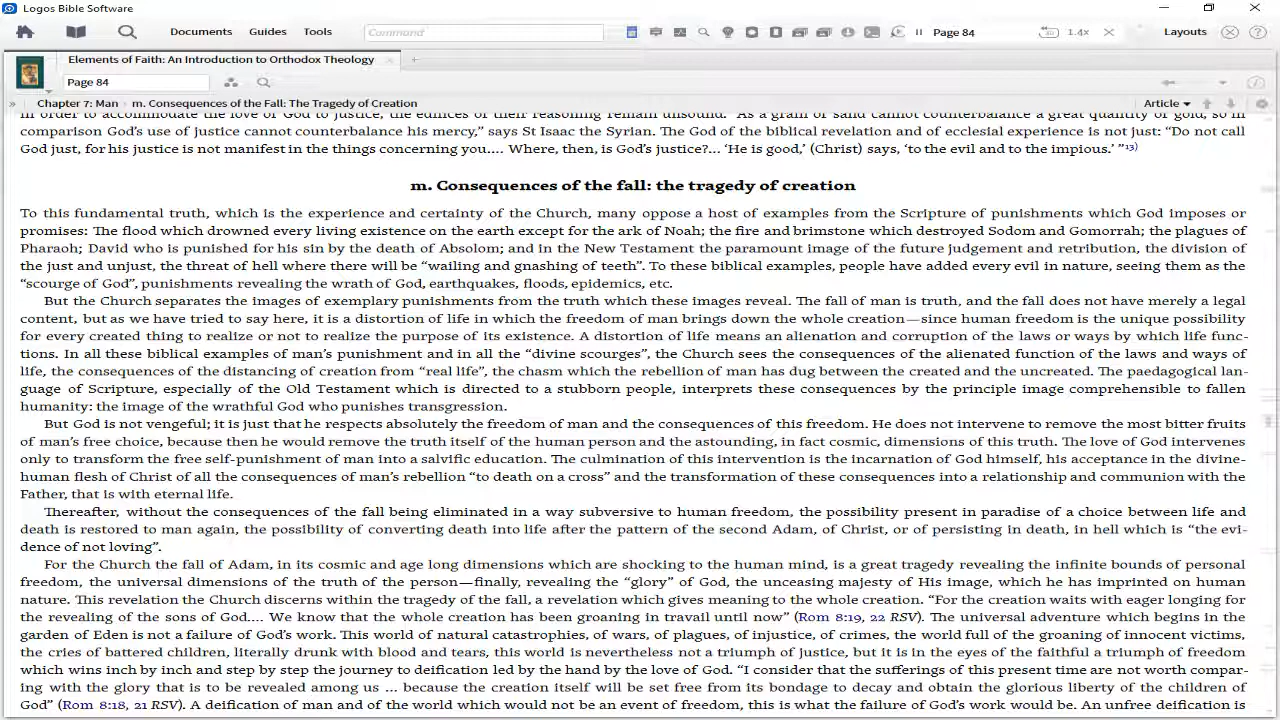 Logos Bible Software
Documents Guides Tools Command Page 84 1.4x Layouts
Elements of Faith: An Introduction to Orthodox Theology
Page 84
Chapter 7: Man › m. Consequences of the Fall: The Tragedy of Creation Article
in order to accommodate the love of God to justice, the edifices of their reasoning remain unsound. “As a grain of sand cannot counterbalance a great quantity of gold, so in
comparison God’s use of justice cannot counterbalance his mercy,” says St Isaac the Syrian. The God of the biblical revelation and of ecclesial experience is not just: “Do not call
God just, for his justice is not manifest in the things concerning you.… Where, then, is God’s justice?… ‘He is good,’ (Christ) says, ‘to the evil and to the impious.’ ”13)
m. Consequences of the fall: the tragedy of creation
To this fundamental truth, which is the experience and certainty of the Church, many oppose a host of examples from the Scripture of punishments which God imposes or
promises: The flood which drowned every living existence on the earth except for the ark of Noah; the fire and brimstone which destroyed Sodom and Gomorrah; the plagues of
Pharaoh; David who is punished for his sin by the death of Absolom; and in the New Testament the paramount image of the future judgement and retribution, the division of
the just and unjust, the threat of hell where there will be “wailing and gnashing of teeth”. To these biblical examples, people have added every evil in nature, seeing them as the
“scourge of God”, punishments revealing the wrath of God, earthquakes, floods, epidemics, etc.
But the Church separates the images of exemplary punishments from the truth which these images reveal. The fall of man is truth, and the fall does not have merely a legal
content, but as we have tried to say here, it is a distortion of life in which the freedom of man brings down the whole creation—since human freedom is the unique possibility
for every created thing to realize or not to realize the purpose of its existence. A distortion of life means an alienation and corruption of the laws or ways by which life func-
tions. In all these biblical examples of man’s punishment and in all the “divine scourges”, the Church sees the consequences of the alienated function of the laws and ways of
life, the consequences of the distancing of creation from “real life”, the chasm which the rebellion of man has dug between the created and the uncreated. The paedagogical lan-
guage of Scripture, especially of the Old Testament which is directed to a stubborn people, interprets these consequences by the principle image comprehensible to fallen
humanity: the image of the wrathful God who punishes transgression.
But God is not vengeful; it is just that he respects absolutely the freedom of man and the consequences of this freedom. He does not intervene to remove the most bitter fruits
of man’s free choice, because then he would remove the truth itself of the human person and the astounding, in fact cosmic, dimensions of this truth. The love of God intervenes
only to transform the free self-punishment of man into a salvific education. The culmination of this intervention is the incarnation of God himself, his acceptance in the divine-
human flesh of Christ of all the consequences of man’s rebellion “to death on a cross” and the transformation of these consequences into a relationship and communion with the
Father, that is with eternal life.
Thereafter, without the consequences of the fall being eliminated in a way subversive to human freedom, the possibility present in paradise of a choice between life and
death is restored to man again, the possibility of converting death into life after the pattern of the second Adam, of Christ, or of persisting in death, in hell which is “the evi-
dence of not loving”.
For the Church the fall of Adam, in its cosmic and age long dimensions which are shocking to the human mind, is a great tragedy revealing the infinite bounds of personal
freedom, the universal dimensions of the truth of the person—finally, revealing the “glory” of God, the unceasing majesty of His image, which he has imprinted on human
nature. This revelation the Church discerns within the tragedy of the fall, a revelation which gives meaning to the whole creation. “For the creation waits with eager longing for
the revealing of the sons of God.… We know that the whole creation has been groaning in travail until now” (Rom 8:19, 22 RSV). The universal adventure which begins in the
garden of Eden is not a failure of God’s work. This world of natural catastrophies, of wars, of plagues, of injustice, of crimes, the world full of the groaning of innocent victims,
the cries of battered children, literally drunk with blood and tears, this world is nevertheless not a triumph of justice, but it is in the eyes of the faithful a triumph of freedom
which wins inch by inch and step by step the journey to deification led by the hand by the love of God. “I consider that the sufferings of this present time are not worth compar-
ing with the glory that is to be revealed among us … because the creation itself will be set free from its bondage to decay and obtain the glorious liberty of the children of
God” (Rom 8:18, 21 RSV). A deification of man and of the world which would not be an event of freedom, this is what the failure of God’s work would be. An unfree deification is